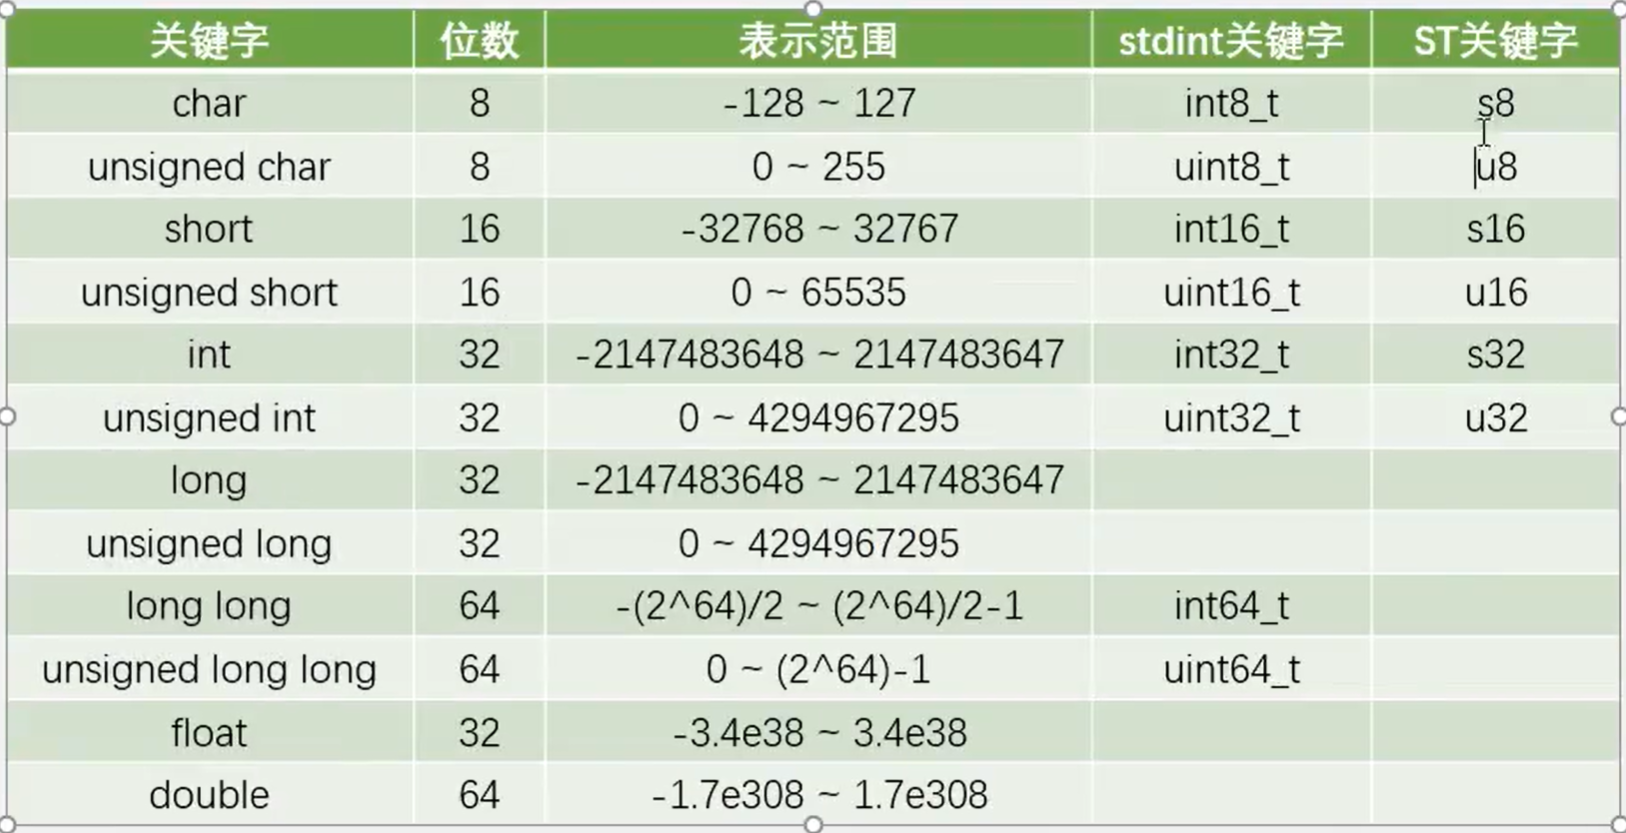 关键字 位数 表示范围 stdint关键字 ST关键字
char 8 -128 ~ 127 int8_t s8
unsigned char 8 0 ~ 255 uint8_t u8
short 16 -32768 ~ 32767 int16_t s16
unsigned short 16 0 ~ 65535 uint16_t u16
int 32 -2147483648 ~ 2147483647 int32_t s32
unsigned int 32 0 ~ 4294967295 uint32_t u32
long 32 -2147483648 ~ 2147483647
unsigned long 32 0 ~ 4294967295
long long 64 -(2^64)/2 ~ (2^64)/2-1 int64_t
unsigned long long 64 0 ~ (2^64)-1 uint64_t
float 32 -3.4e38 ~ 3.4e38
double 64 -1.7e308 ~ 1.7e308